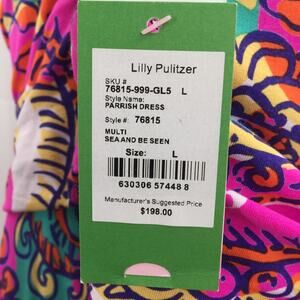 Lilly Pulitzer
SKU #
76815-999-GL5 L
Style Name:
PARRISH DRESS
Style #: 76815
MULTI
SEA AND BE SEEN
Size: L
630306 57448 8
Manufacturer's Suggested Price
$198.00